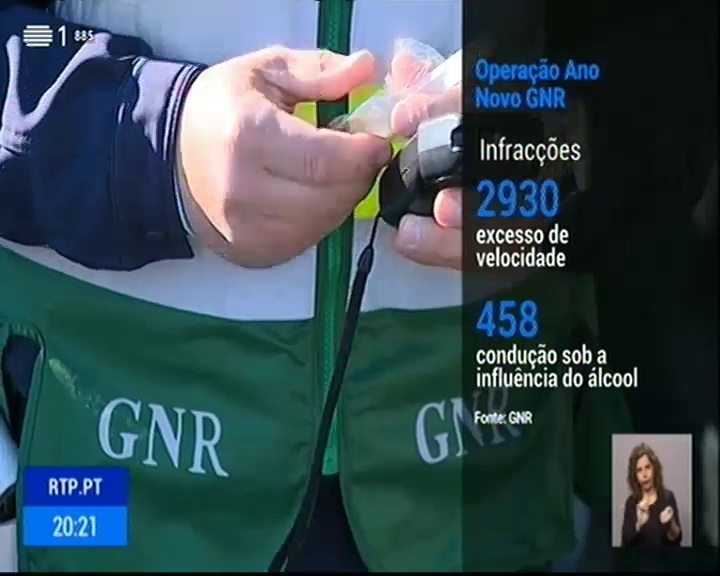 1 885
Operação Ano
Novo GNR
Infracções
2930
excesso de
velocidade
458
condução sob a
influência do álcool
Fonte: GNR
GNR
GNR
RTP.PT
20:21